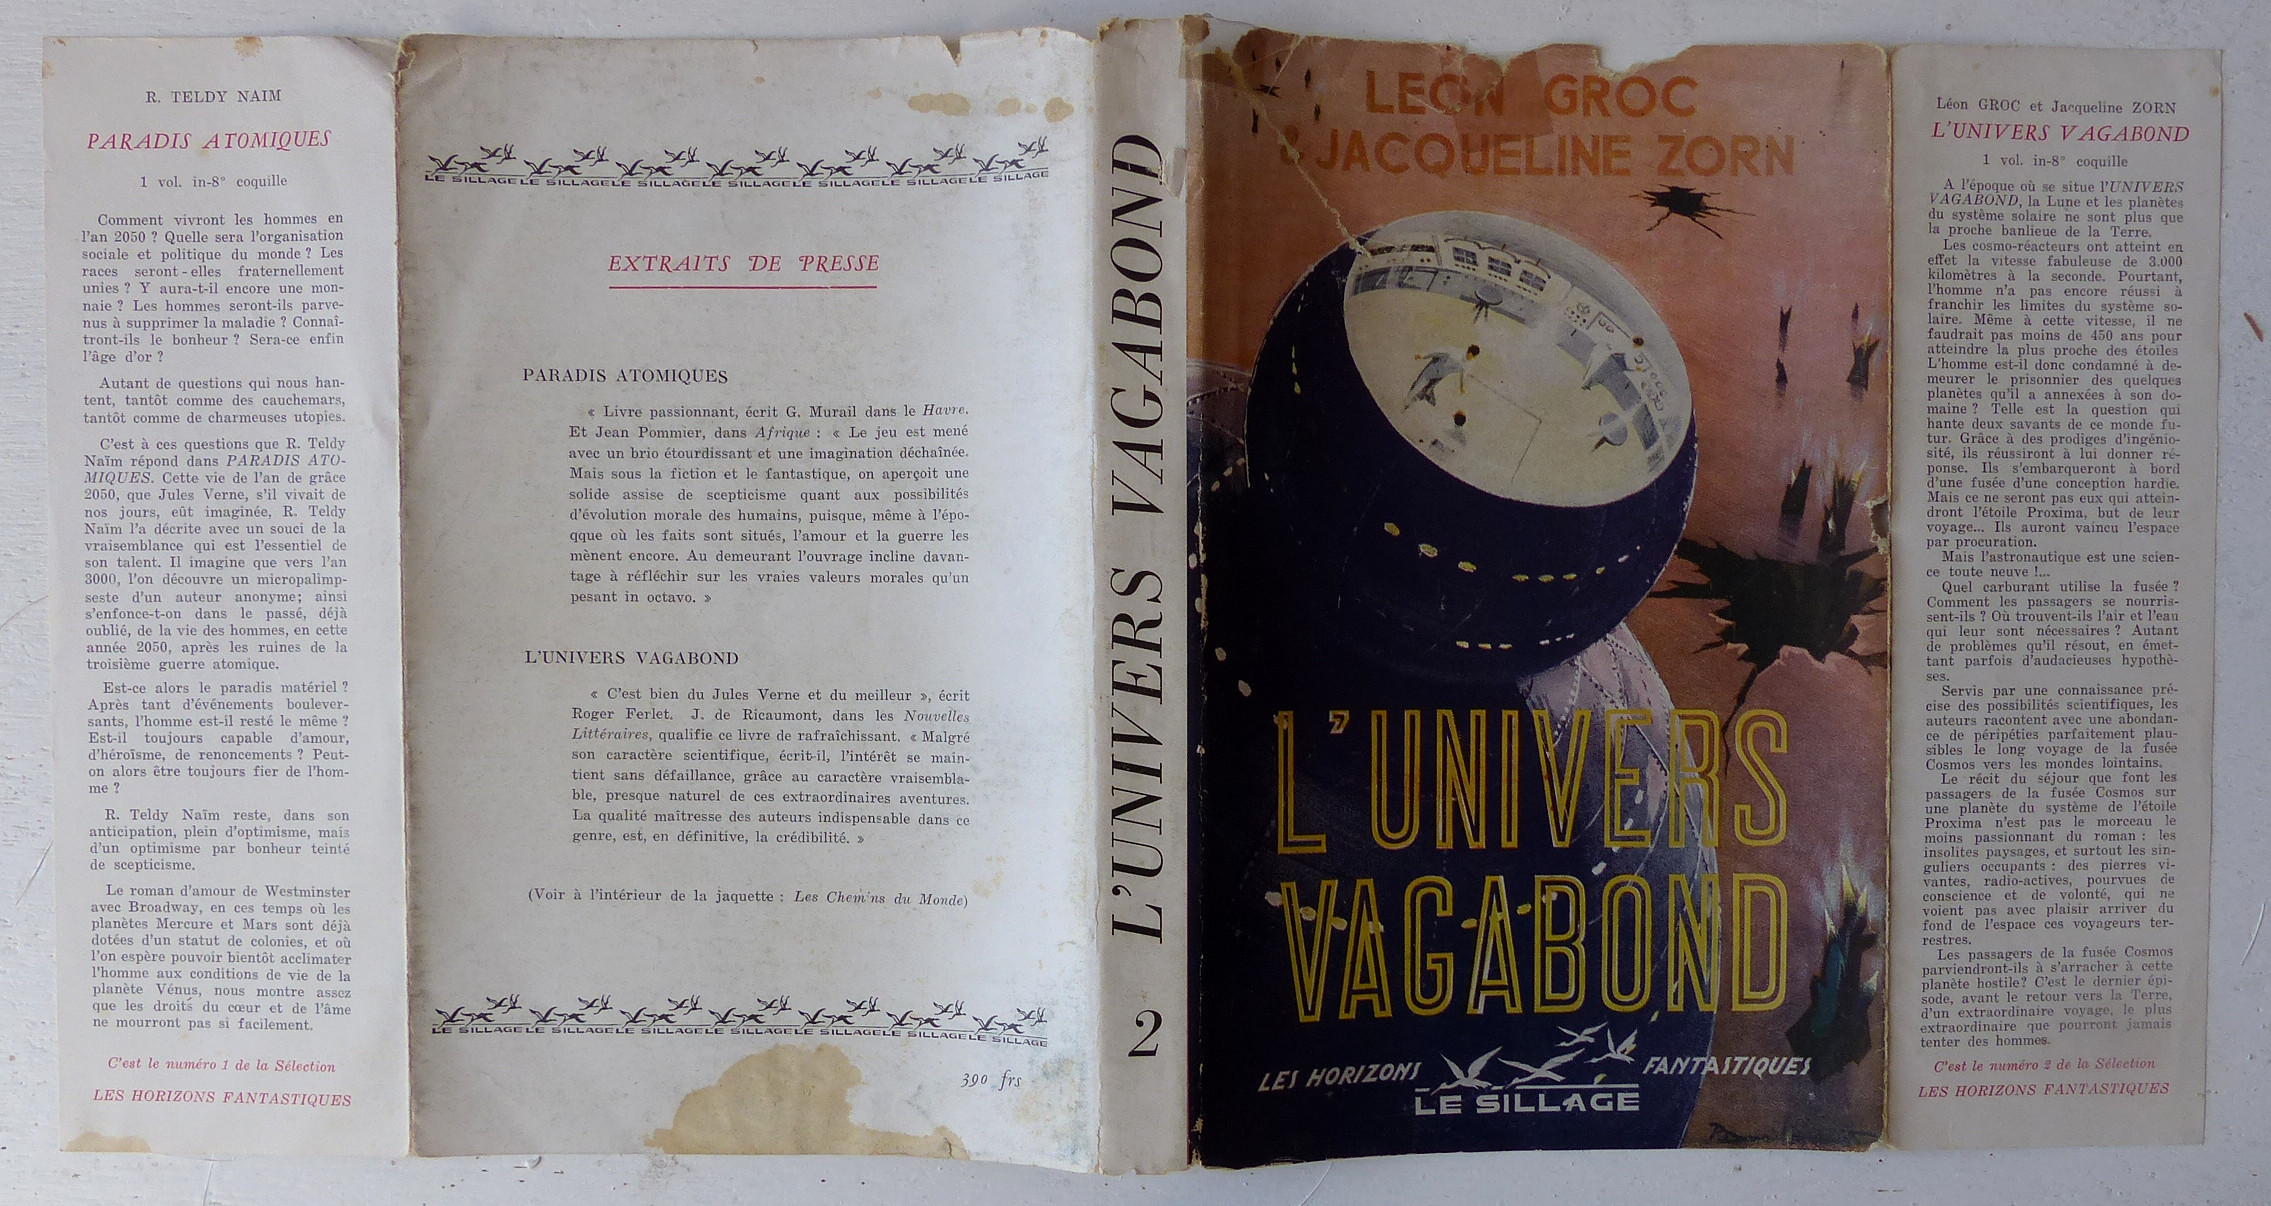 R. TELDY NAIM
PARADIS ATOMIQUES
1 vol. in-8° coquille
Comment vivront les hommes en
l'an 2050 ? Quelle sera l'organisation
sociale et politique du monde ? Les
races seront-elles fraternellement
unies ? Y aura-t-il encore une mon-
naie ? Les hommes seront-ils parve-
nus à supprimer la maladie ? Connaî-
tront-ils le bonheur ? Sera-ce enfin
l'âge d'or ?
Autant de questions qui nous han-
tent, tantôt comme des cauchemars,
tantôt comme de charmeuses utopies.
C'est à ces questions que R. Teldy
Naïm répond dans PARADIS ATO-
MIQUES. Cette vie de l'an de grâce
2050, que Jules Verne, s'il vivait de
nos jours, eût imaginée, R. Teldy
Naïm l'a décrite avec un souci de la
vraisemblance qui est l'essentiel de
son talent. Il imagine que vers l'an
3000, l'on découvre un micropalimp-
seste d'un auteur anonyme; ainsi
s'enfonce-t-on dans le passé, déjà
oublié, de la vie des hommes, en cette
année 2050, après les ruines de la
troisième guerre atomique.
Est-ce alors le paradis matériel ?
Après tant d'événements boulever-
sants, l'homme est-il resté le même ?
Est-il toujours capable d'amour,
d'héroïsme, de renoncements ? Peut-
on alors être toujours fier de l'hom-
me ?
R. Teldy Naïm reste, dans son
anticipation, plein d'optimisme, mais
d'un optimisme par bonheur teinté
de scepticisme.
Le roman d'amour de Westminster
avec Broadway, en ces temps où les
planètes Mercure et Mars sont déjà
dotées d'un statut de colonies, et où
l'on espère pouvoir bientôt acclimater
l'homme aux conditions de vie de la
planète Vénus, nous montre assez
que les droits du cœur et de l'âme
ne mourront pas si facilement.
C'est le numéro 1 de la Sélection
LES HORIZONS FANTASTIQUES
LE SILLAGE LE SILLAGE LE SILLAGE LE SILLAGE LE SILLAGE LE SILLAGE LE SILLAGE
EXTRAITS DE PRESSE
PARADIS ATOMIQUES
« Livre passionnant, écrit G. Murail dans le Havre.
Et Jean Pommier, dans Afrique : « Le jeu est mené
avec un brio étourdissant et une imagination déchaînée.
Mais sous la fiction et le fantastique, on aperçoit une
solide assise de scepticisme quant aux possibilités
d'évolution morale des humains, puisque, même à l'épo-
qque où les faits sont situés, l'amour et la guerre les
mènent encore. Au demeurant l'ouvrage incline davan-
tage à réfléchir sur les vraies valeurs morales qu'un
pesant in octavo. »
L'UNIVERS VAGABOND
« C'est bien du Jules Verne et du meilleur », écrit
Roger Ferlet. J. de Ricaumont, dans les Nouvelles
Littéraires, qualifie ce livre de rafraîchissant. « Malgré
son caractère scientifique, écrit-il, l'intérêt se main-
tient sans défaillance, grâce au caractère vraisembla-
ble, presque naturel de ces extraordinaires aventures.
La qualité maîtresse des auteurs indispensable dans ce
genre, est, en définitive, la crédibilité. »
(Voir à l'intérieur de la jaquette : Les Chemins du Monde)
LE SILLAGE LE SILLAGE LE SILLAGE LE SILLAGE LE SILLAGE LE SILLAGE LE SILLAGE
390 frs
L'UNIVERS VAGABOND
2
LEON GROC
& JACQUELINE ZORN
L'UNIVERS
VAGABOND
LES HORIZONS FANTASTIQUES
LE SILLAGE
Léon GROC et Jacqueline ZORN
L'UNIVERS VAGABOND
1 vol. in-8° coquille
A l'époque où se situe l'UNIVERS
VAGABOND, la Lune et les planètes
du système solaire ne sont plus que
la proche banlieue de la Terre.
Les cosmo-réacteurs ont atteint en
effet la vitesse fabuleuse de 3.000
kilomètres à la seconde. Pourtant,
l'homme n'a pas encore réussi à
franchir les limites du système so-
laire. Même à cette vitesse, il ne
faudrait pas moins de 450 ans pour
atteindre la plus proche des étoiles
L'homme est-il donc condamné à de-
meurer le prisonnier des quelques
planètes qu'il a annexées à son do-
maine ? Telle est la question qui
hante deux savants de ce monde fu-
tur. Grâce à des prodiges d'ingénio-
sité, ils réussiront à lui donner ré-
ponse. Ils s'embarqueront à bord
d'une fusée d'une conception hardie.
Mais ce ne seront pas eux qui attein-
dront l'étoile Proxima, but de leur
voyage... Ils auront vaincu l'espace
par procuration.
Mais l'astronautique est une scien-
ce toute neuve !...
Quel carburant utilise la fusée ?
Comment les passagers se nourris-
sent-ils ? Où trouvent-ils l'air et l'eau
qui leur sont nécessaires ? Autant
de problèmes qu'il résout, en émet-
tant parfois d'audacieuses hypothè-
ses.
Servis par une connaissance pré-
cise des possibilités scientifiques, les
auteurs racontent avec une abondan-
ce de péripéties parfaitement plau-
sibles le long voyage de la fusée
Cosmos vers les mondes lointains.
Le récit du séjour que font les
passagers de la fusée Cosmos sur
une planète du système de l'étoile
Proxima n'est pas le morceau le
moins passionnant du roman : les
insolites paysages, et surtout les sin-
guliers occupants : des pierres vi-
vantes, radio-actives, pourvues de
conscience et de volonté, qui ne
voient pas avec plaisir arriver du
fond de l'espace ces voyageurs ter-
restres.
Les passagers de la fusée Cosmos
parviendront-ils à s'arracher à cette
planète hostile? C'est le dernier épi-
sode, avant le retour vers la Terre,
d'un extraordinaire voyage, le plus
extraordinaire que pourront jamais
tenter des hommes.
C'est le numéro 2 de la Sélection
LES HORIZONS FANTASTIQUES